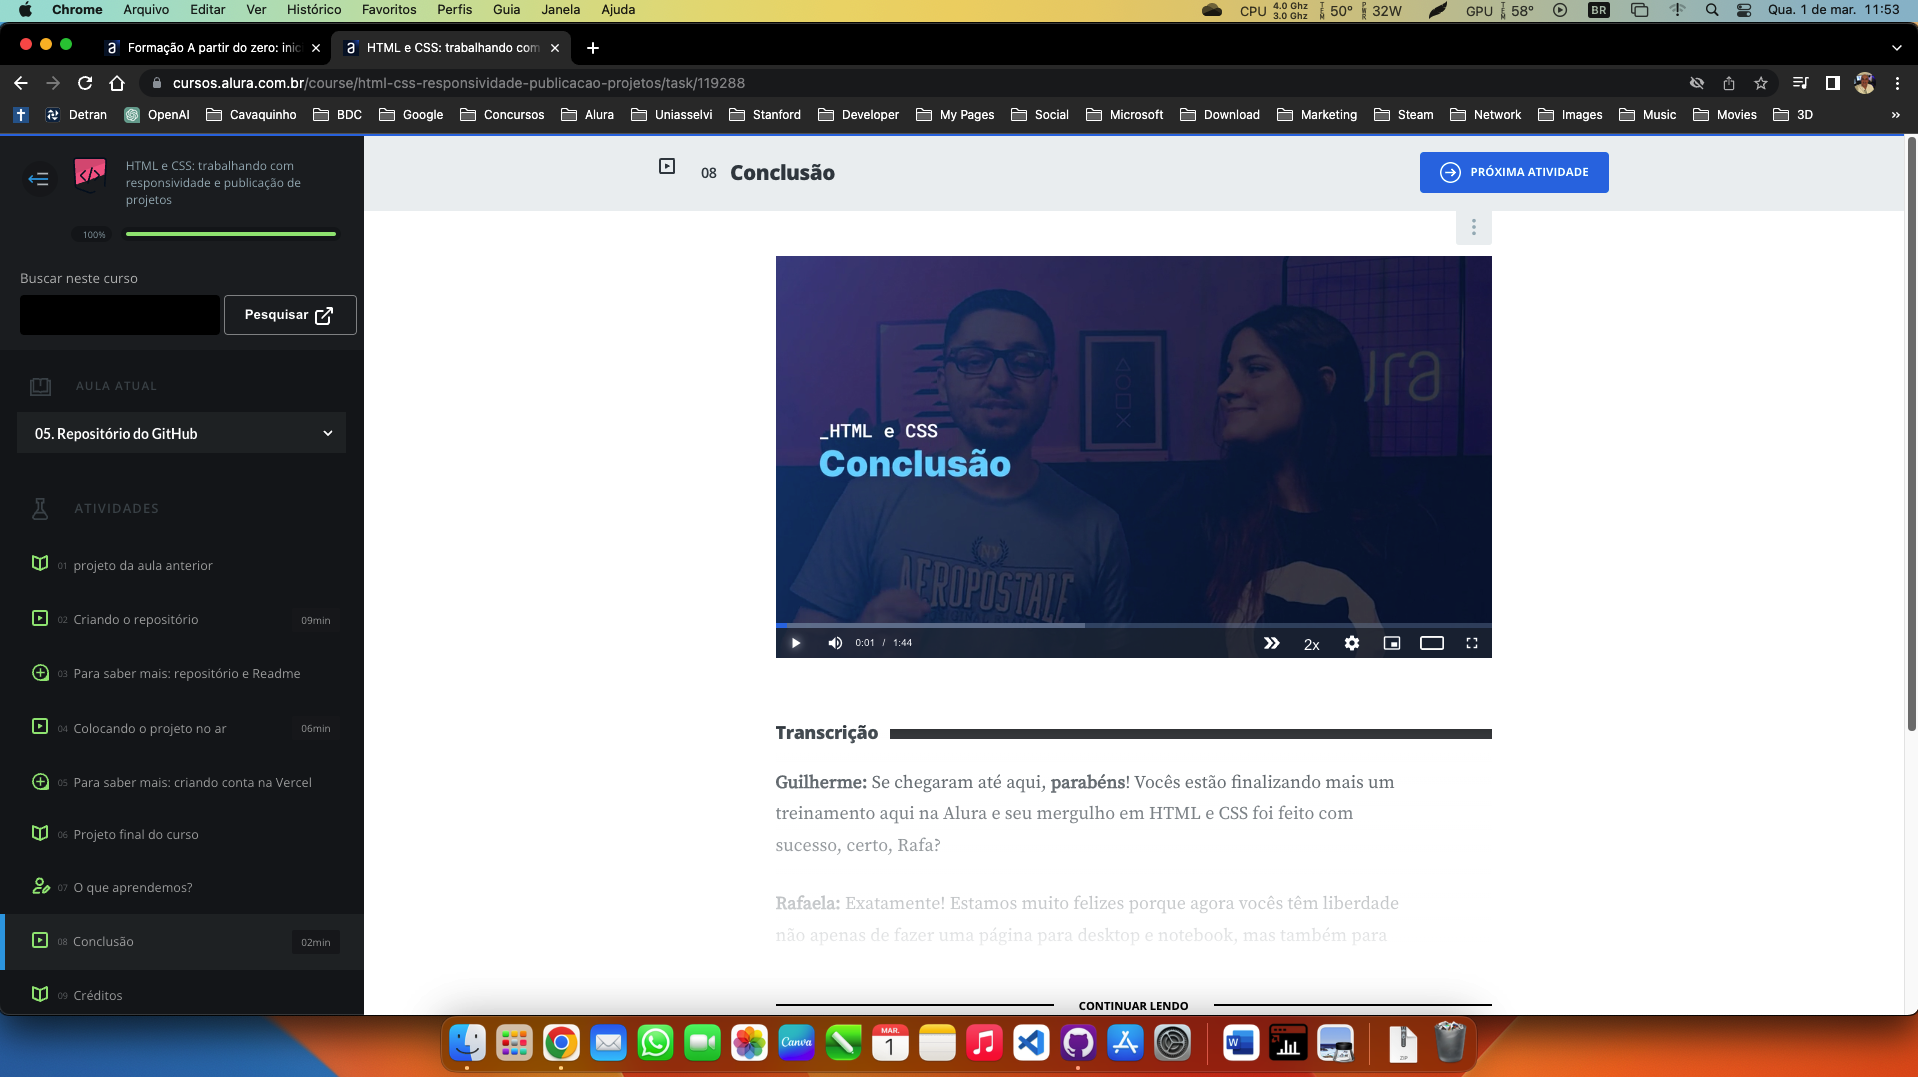 Chrome Arquivo Editar Ver Histórico Favoritos Perfis Guia Janela Ajuda
CPU 4.0 Ghz 3.0 Ghz TEM 50° PWR 32W GPU TEM 58° BR Qua. 1 de mar. 11:53
Formação A partir do zero: inic
HTML e CSS: trabalhando com
cursos.alura.com.br/course/html-css-responsividade-publicacao-projetos/task/119288
Detran OpenAI Cavaquinho BDC Google Concursos Alura Uniasselvi Stanford Developer My Pages Social Microsoft Download Marketing Steam Network Images Music Movies 3D »
HTML e CSS: trabalhando com
responsividade e publicação de
projetos
100%
Buscar neste curso
Pesquisar
AULA ATUAL
05. Repositório do GitHub
ATIVIDADES
01 projeto da aula anterior
02 Criando o repositório 09min
03 Para saber mais: repositório e Readme
04 Colocando o projeto no ar 06min
05 Para saber mais: criando conta na Vercel
06 Projeto final do curso
07 O que aprendemos?
08 Conclusão 02min
09 Créditos
08 Conclusão
PRÓXIMA ATIVIDADE
ura
_HTML e CSS
Conclusão
NY
AEROPOSTALE
0:01 / 1:44
2x
Transcrição
Guilherme: Se chegaram até aqui, parabéns! Vocês estão finalizando mais um
treinamento aqui na Alura e seu mergulho em HTML e CSS foi feito com
sucesso, certo, Rafa?
Rafaela: Exatamente! Estamos muito felizes porque agora vocês têm liberdade
não apenas de fazer uma página para desktop e notebook, mas também para
CONTINUAR LENDO
Canva
MAR.
1
W
ZIP